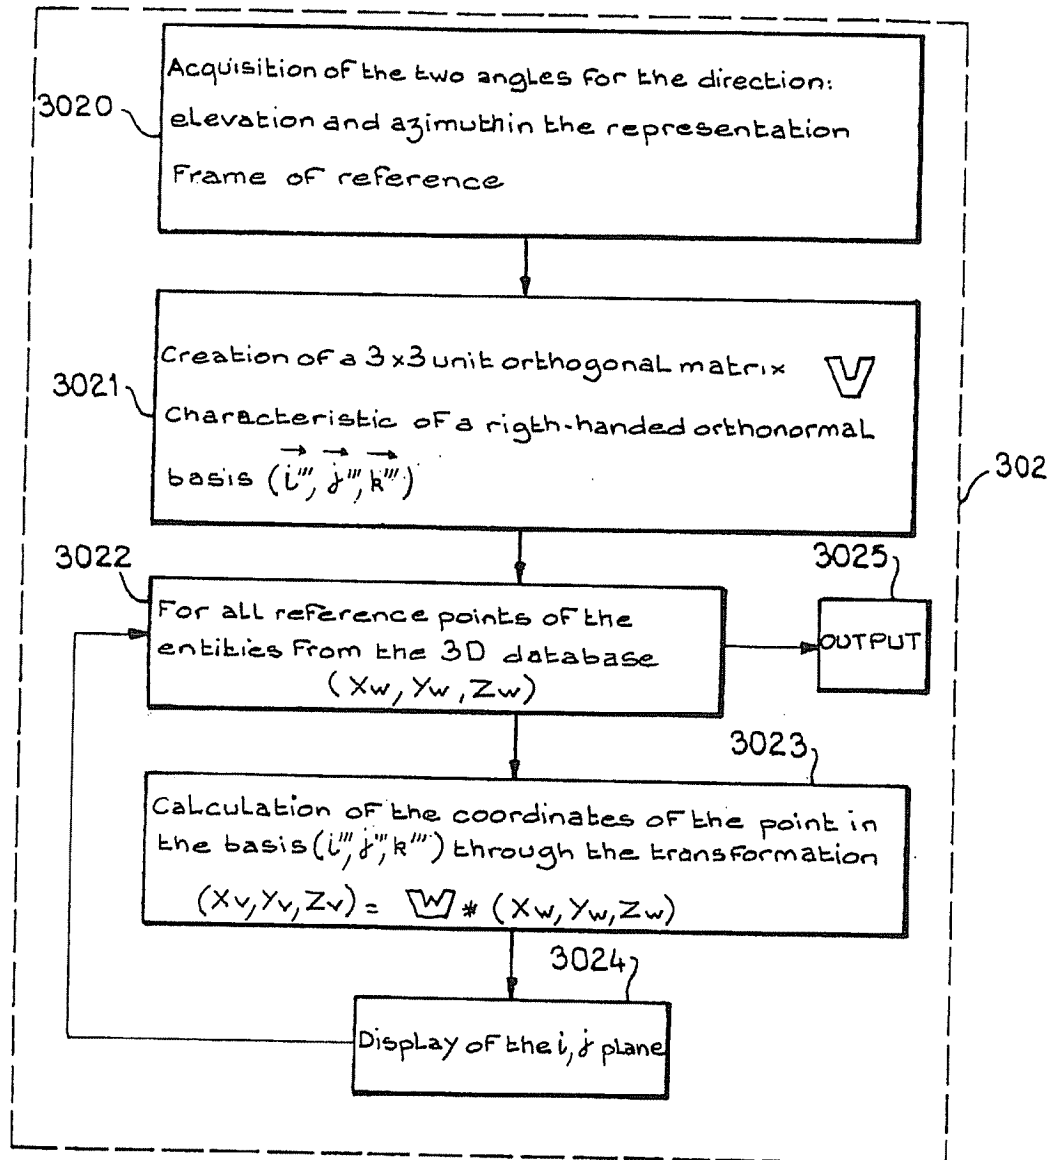 3020
Acquisition of the two angles for the direction:
elevation and azimuthin the representation
Frame of reference
3021
Creation of a 3x3 unit orthogonal matrix V
Characteristic of a rigth-handed orthonormal
basis (i''', j''', k''')
302
3022
For all reference points of the
entities from the 3D database
(Xw, Yw, Zw)
3025
OUTPUT
3023
Calculation of the coordinates of the point in
the basis (i''', j''', k''') through the transformation
(Xv, Yv, Zv) = W * (Xw, Yw, Zw)
3024
Display of the i, j plane